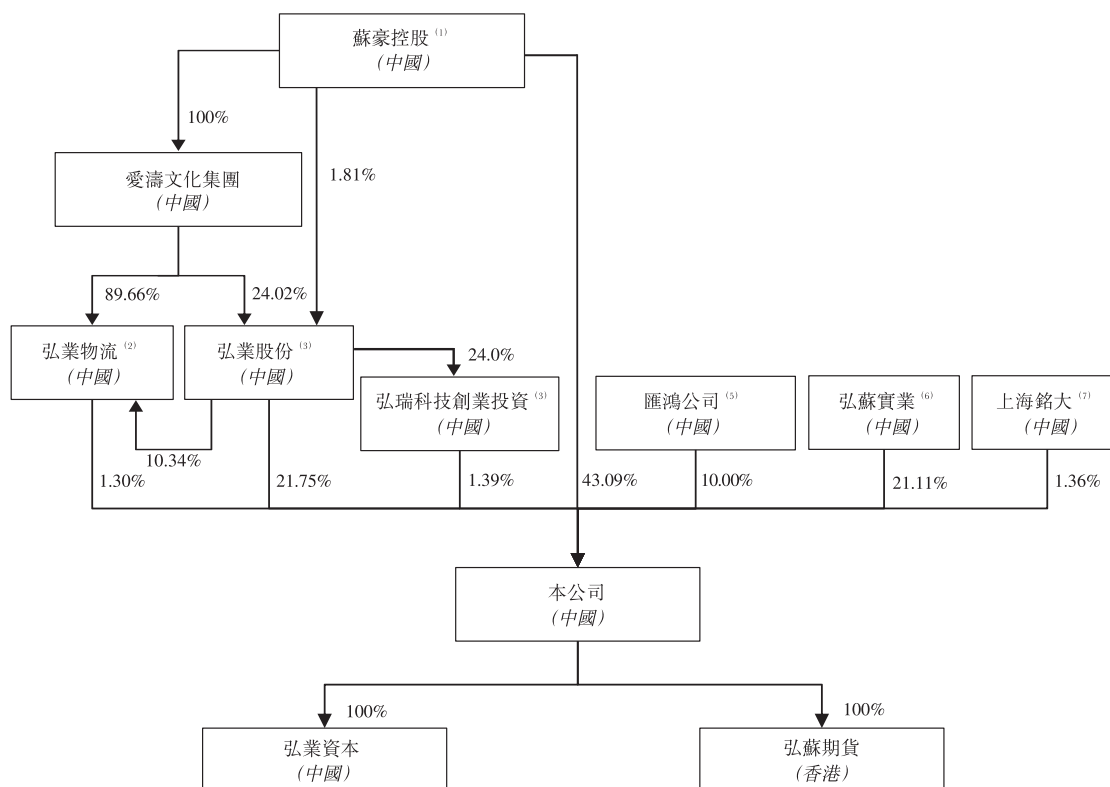 蘇豪控股 (1)
(中國)
100%
愛濤文化集團
(中國)
1.81%
89.66%
24.02%
弘業物流 (2)
(中國)
弘業股份 (3)
(中國)
24.0%
弘瑞科技創業投資 (3)
(中國)
匯鴻公司 (5)
(中國)
弘蘇實業 (6)
(中國)
上海銘大 (7)
(中國)
10.34%
1.30%
21.75%
1.39%
43.09%
10.00%
21.11%
1.36%
本公司
(中國)
100%
100%
弘業資本
(中國)
弘蘇期貨
(香港)